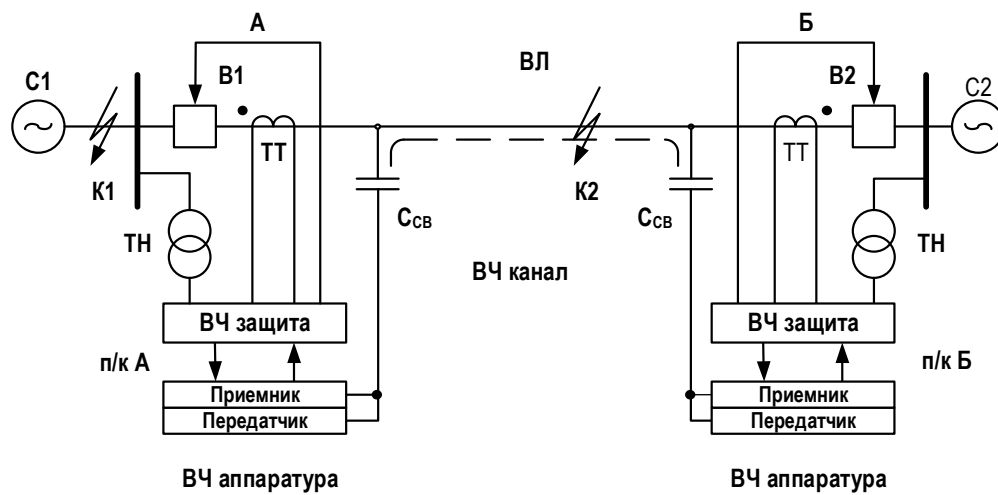 А
Б
С1
В1
ВЛ
В2
С2
ТТ
ТТ
К1
К2
ТН
ССВ
ССВ
ТН
ВЧ канал
ВЧ защита
ВЧ защита
п/к А
п/к Б
Приемник
Приемник
Передатчик
Передатчик
ВЧ аппаратура
ВЧ аппаратура